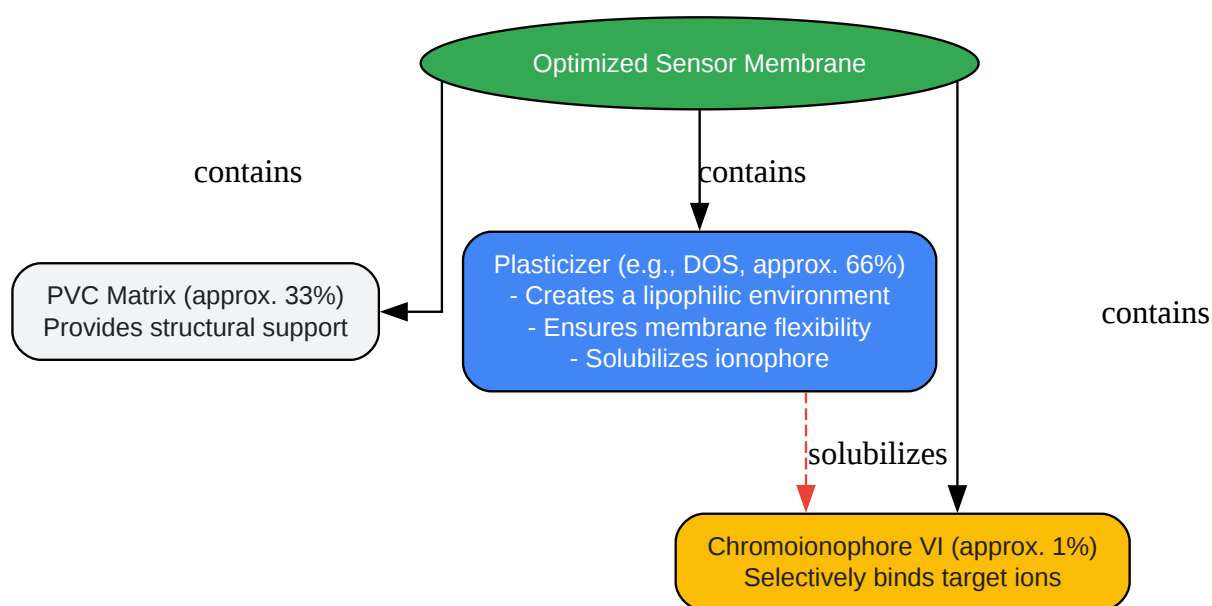 Optimized Sensor Membrane
contains
contains
contains
PVC Matrix (approx. 33%)
Provides structural support
Plasticizer (e.g., DOS, approx. 66%)
- Creates a lipophilic environment
- Ensures membrane flexibility
- Solubilizes ionophore
solubilizes
Chromoionophore VI (approx. 1%)
Selectively binds target ions